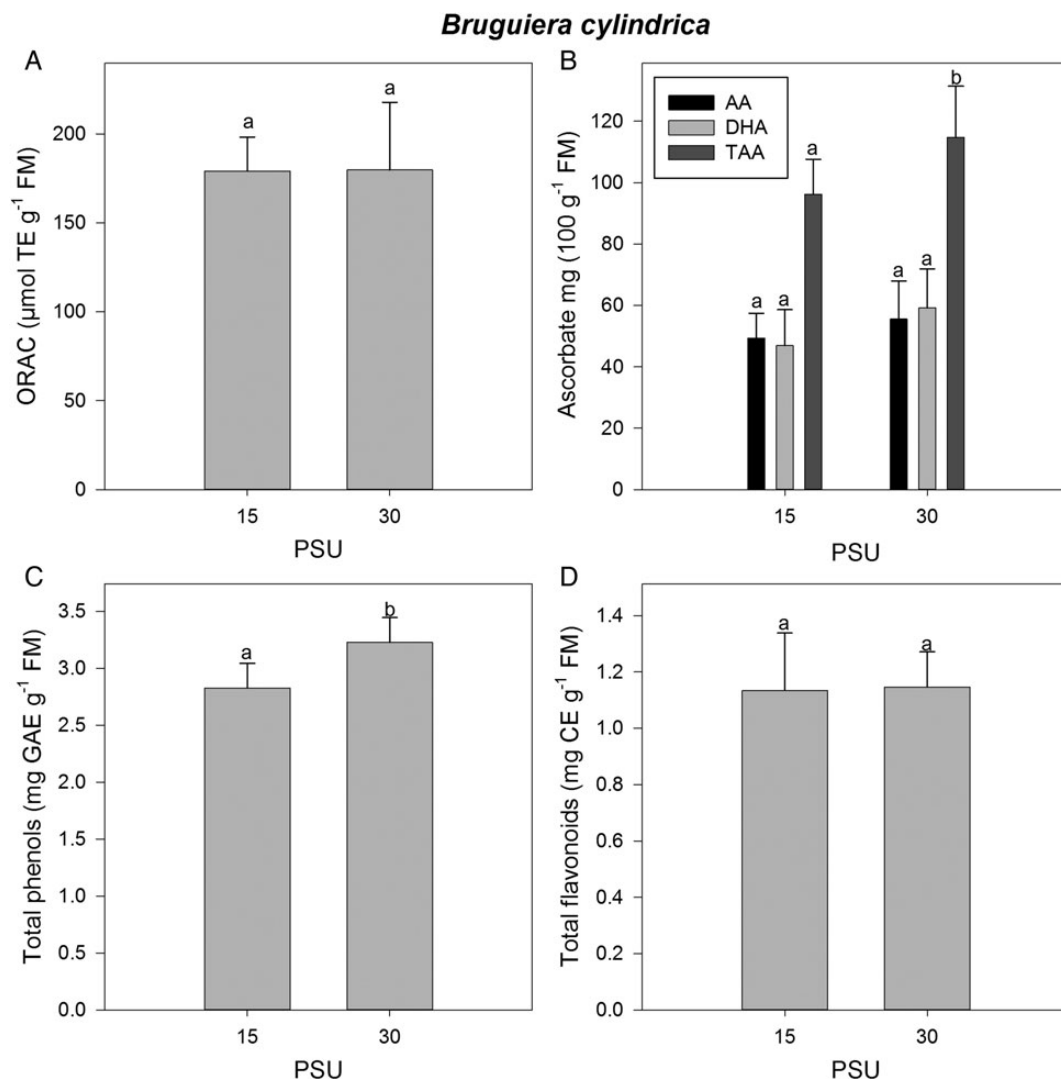 Bruguiera cylindrica
A
ORAC (µmol TE g⁻¹ FM)
200
150
100
50
0
a
a
15
30
PSU
B
Ascorbate mg (100 g⁻¹ FM)
AA
DHA
TAA
120
100
80
60
40
20
0
a
a
a
a
a
b
15
30
PSU
C
Total phenols (mg GAE g⁻¹ FM)
3.5
3.0
2.5
2.0
1.5
1.0
0.5
0.0
a
b
15
30
PSU
D
Total flavonoids (mg CE g⁻¹ FM)
1.4
1.2
1.0
0.8
0.6
0.4
0.2
0.0
a
a
15
30
PSU